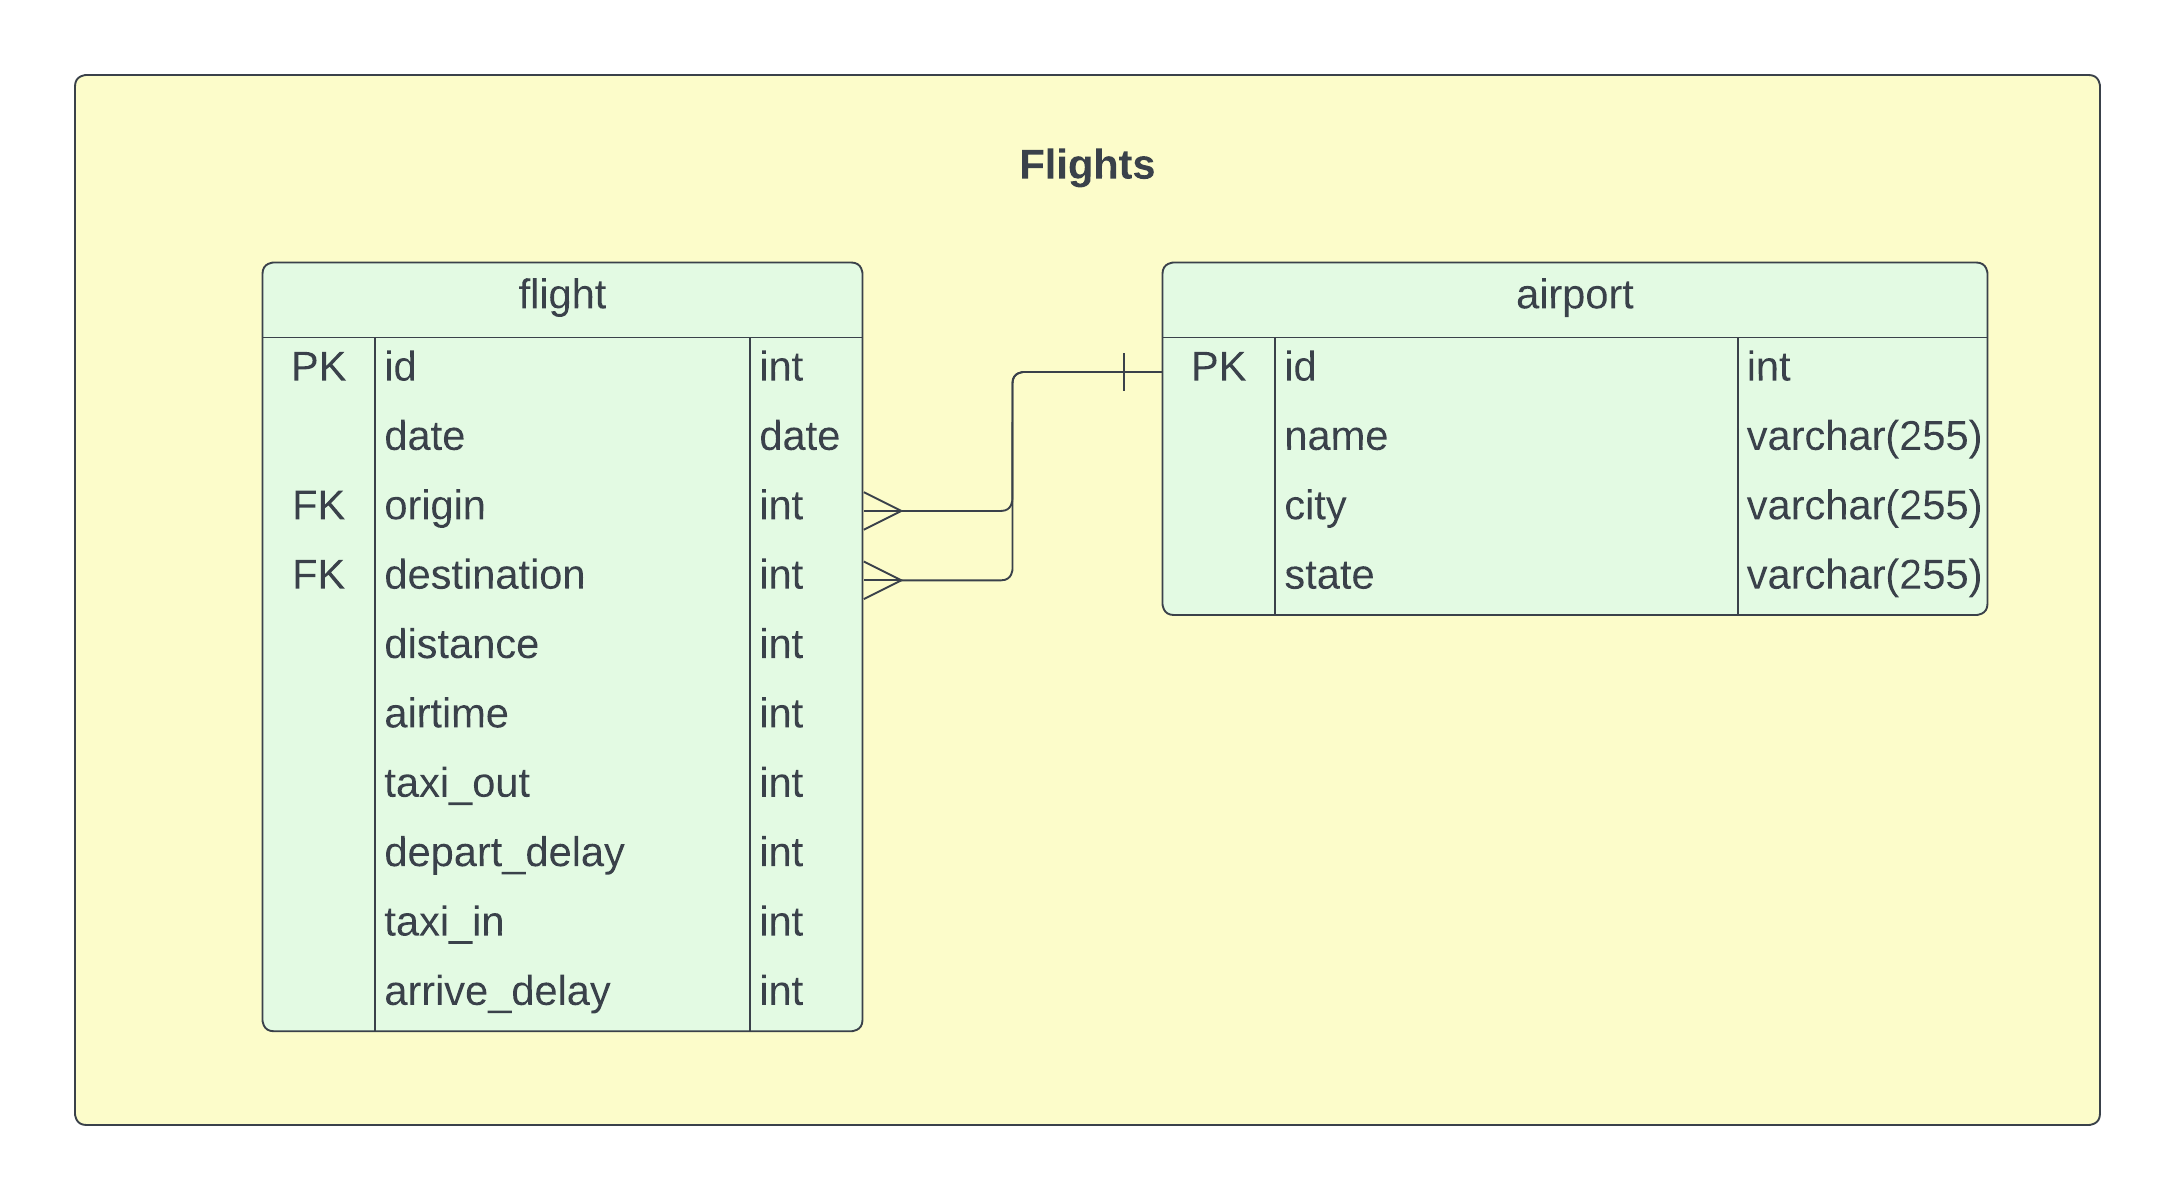 Flights
flight
PK id int
date date
FK origin int
FK destination int
distance int
airtime int
taxi_out int
depart_delay int
taxi_in int
arrive_delay int
airport
PK id int
name varchar(255)
city varchar(255)
state varchar(255)